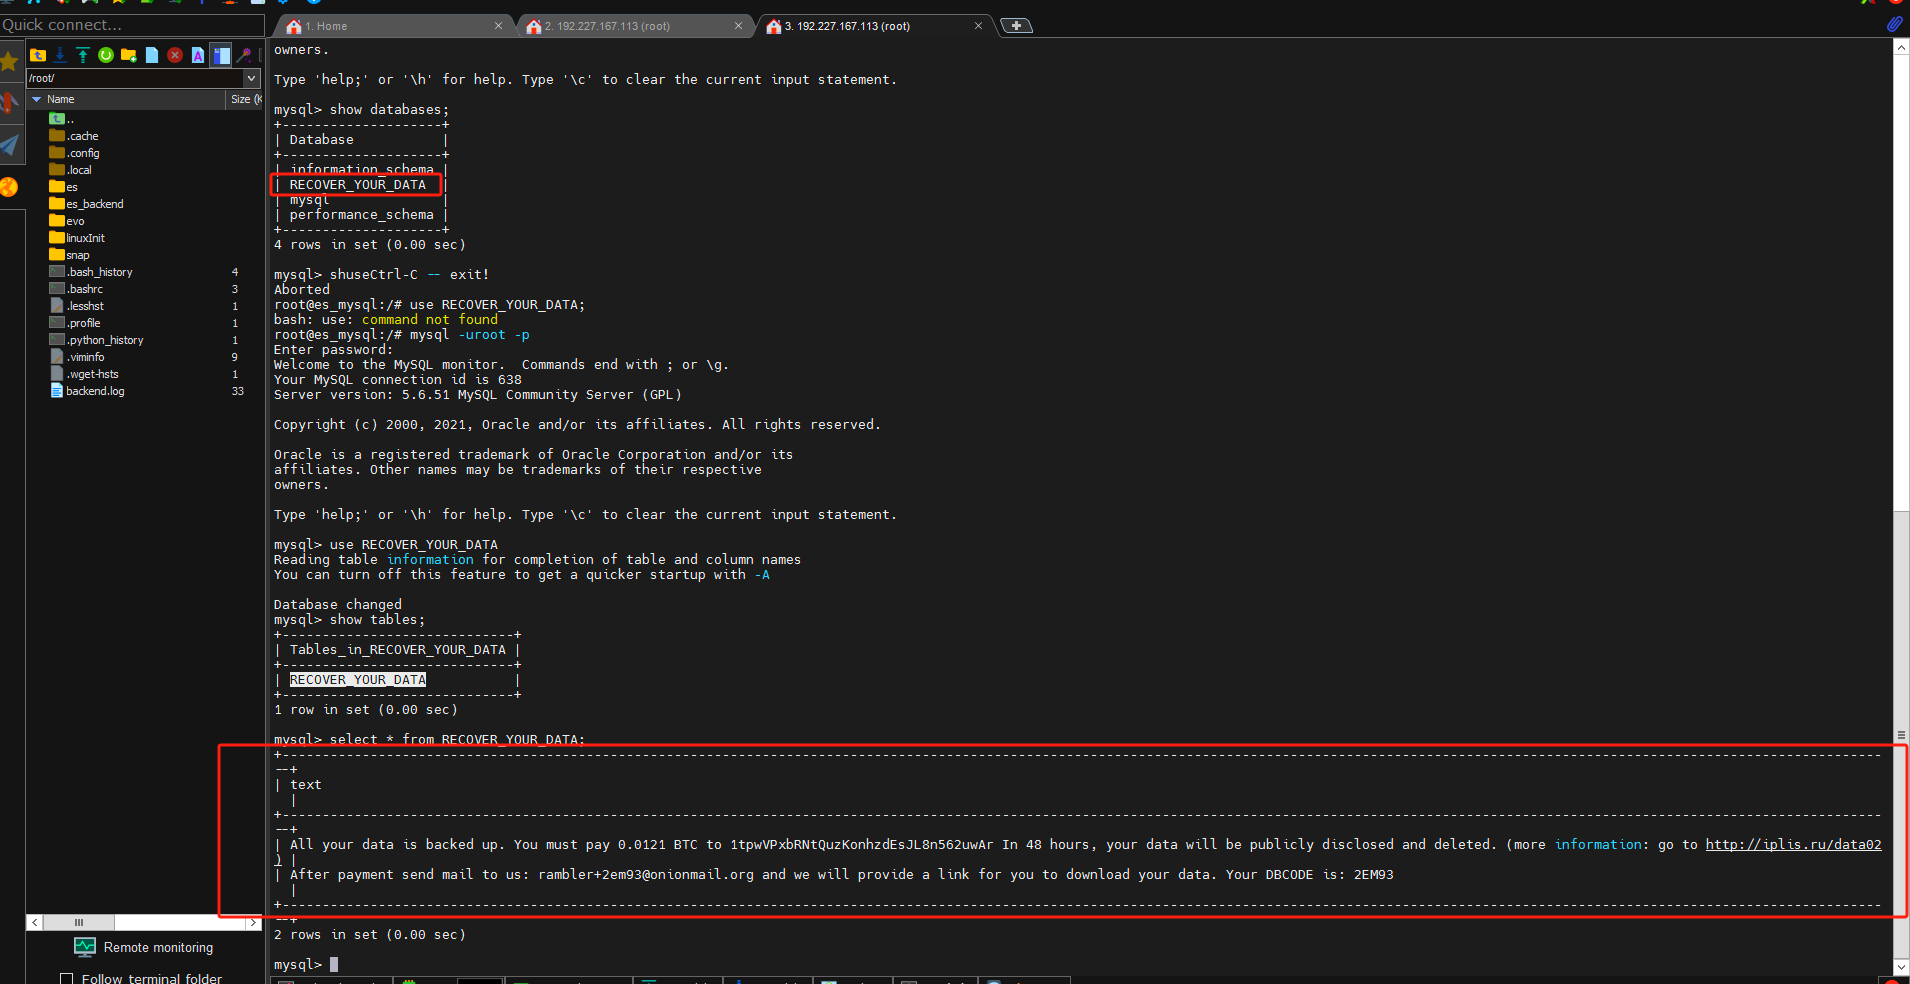 Quick connect...
1. Home
2. 192.227.167.113 (root)
3. 192.227.167.113 (root)
/root/
Name
Size (K
..
.cache
.config
.local
es
es_backend
evo
linuxInit
snap
.bash_history 4
.bashrc 3
.lesshst 1
.profile 1
.python_history 1
.viminfo 9
.wget-hsts 1
backend.log 33
Remote monitoring
Follow terminal folder
owners.
Type 'help;' or '\h' for help. Type '\c' to clear the current input statement.
mysql> show databases;
+--------------------+
| Database           |
+--------------------+
| information_schema |
| RECOVER_YOUR_DATA  |
| mysql              |
| performance_schema |
+--------------------+
4 rows in set (0.00 sec)
mysql> shuseCtrl-C -- exit!
Aborted
root@es_mysql:/# use RECOVER_YOUR_DATA;
bash: use: command not found
root@es_mysql:/# mysql -uroot -p
Enter password:
Welcome to the MySQL monitor.  Commands end with ; or \g.
Your MySQL connection id is 638
Server version: 5.6.51 MySQL Community Server (GPL)
Copyright (c) 2000, 2021, Oracle and/or its affiliates. All rights reserved.
Oracle is a registered trademark of Oracle Corporation and/or its
affiliates. Other names may be trademarks of their respective
owners.
Type 'help;' or '\h' for help. Type '\c' to clear the current input statement.
mysql> use RECOVER_YOUR_DATA
Reading table information for completion of table and column names
You can turn off this feature to get a quicker startup with -A
Database changed
mysql> show tables;
+-----------------------------+
| Tables_in_RECOVER_YOUR_DATA |
+-----------------------------+
| RECOVER_YOUR_DATA           |
+-----------------------------+
1 row in set (0.00 sec)
mysql> select * from RECOVER_YOUR_DATA;
| text
|
| All your data is backed up. You must pay 0.0121 BTC to 1tpwVPxbRNtQuzKonhzdEsJL8n562uwAr In 48 hours, your data will be publicly disclosed and deleted. (more information: go to http://iplis.ru/data02
) |
| After payment send mail to us: rambler+2em93@onionmail.org and we will provide a link for you to download your data. Your DBCODE is: 2EM93
|
2 rows in set (0.00 sec)
mysql>